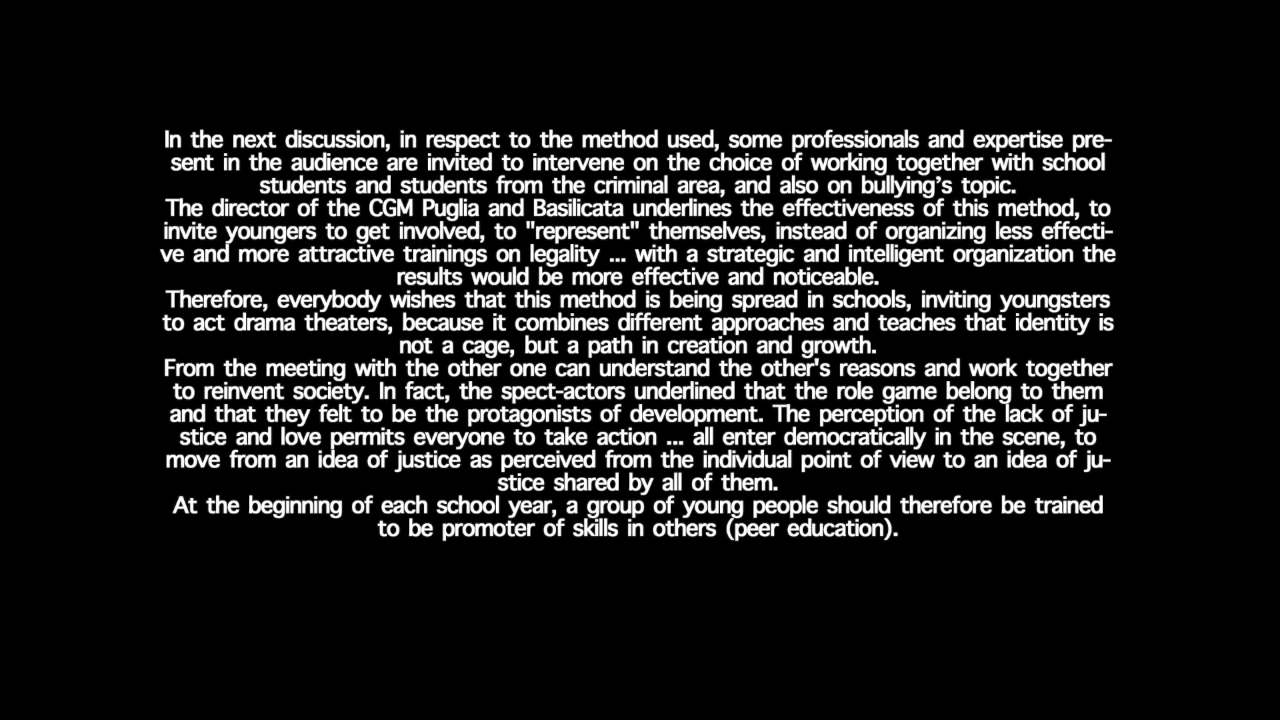 In the next discussion, in respect to the method used, some professionals and expertise pre-
sent in the audience are invited to intervene on the choice of working together with school
students and students from the criminal area, and also on bullying’s topic.
The director of the CGM Puglia and Basilicata underlines the effectiveness of this method, to
invite youngers to get involved, to "represent" themselves, instead of organizing less effecti-
ve and more attractive trainings on legality ... with a strategic and intelligent organization the
results would be more effective and noticeable.
Therefore, everybody wishes that this method is being spread in schools, inviting youngsters
to act drama theaters, because it combines different approaches and teaches that identity is
not a cage, but a path in creation and growth.
From the meeting with the other one can understand the other's reasons and work together
to reinvent society. In fact, the spect-actors underlined that the role game belong to them
and that they felt to be the protagonists of development. The perception of the lack of ju-
stice and love permits everyone to take action ... all enter democratically in the scene, to
move from an idea of justice as perceived from the individual point of view to an idea of ju-
stice shared by all of them.
At the beginning of each school year, a group of young people should therefore be trained
to be promoter of skills in others (peer education).